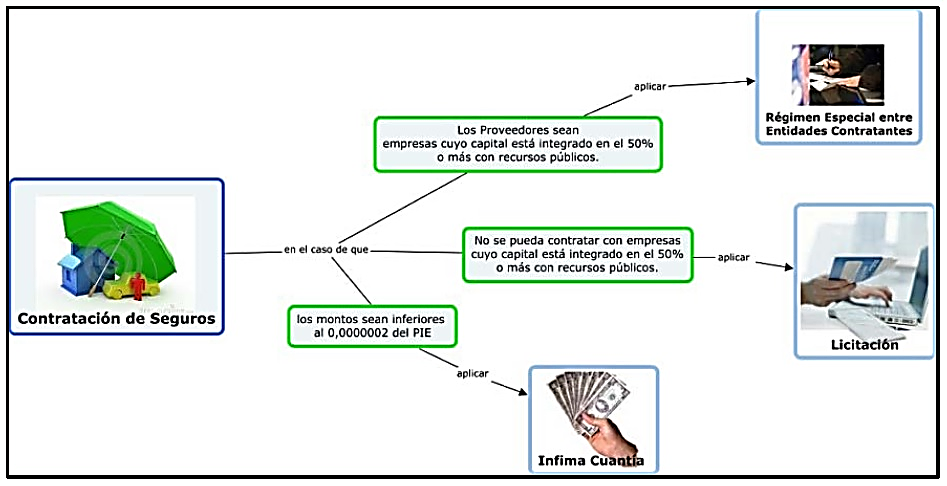 aplicar
Régimen Especial entre
Entidades Contratantes
Los Proveedores sean
empresas cuyo capital está integrado en el 50%
o más con recursos públicos.
Contratación de Seguros
en el caso de que
No se pueda contratar con empresas
cuyo capital está integrado en el 50%
o más con recursos públicos.
aplicar
Licitación
los montos sean inferiores
al 0,0000002 del PIE
aplicar
Infima Cuantía